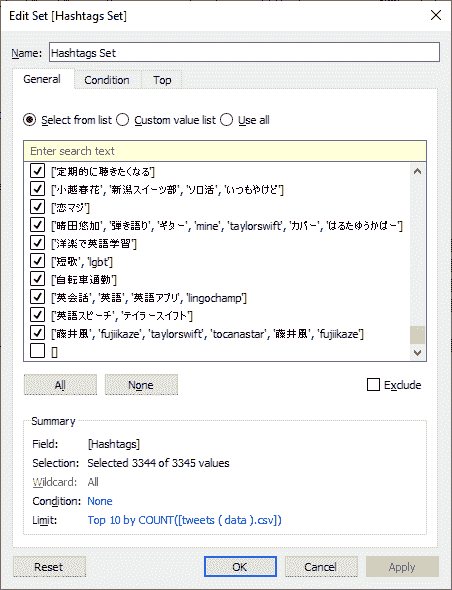 Edit Set [Hashtags Set]
Name: Hashtags Set
General Condition Top
Select from list Custom value list Use all
Enter search text
['定期的に聴きたくなる']
['小越春花', '新潟スイーツ部', 'ソロ活', 'いつもやけど']
['恋マジ']
['晴田悠加', '弾き語り', 'ギター', 'mine', 'taylorswift', 'カバー', 'はるたゆうかばー']
['洋楽で英語学習']
['短歌', 'lgbt']
['自転車通勤']
['英会話', '英語', '英語アプリ', 'lingochamp']
['英語スピーチ', 'テイラースイフト']
['藤井風', 'fujiikaze', 'taylorswift', 'tocanastar', '藤井風', 'fujiikaze']
[]
All None Exclude
Summary
Field: [Hashtags]
Selection: Selected 3344 of 3345 values
Wildcard: All
Condition: None
Limit: Top 10 by COUNT([tweets ( data ).csv])
Reset OK Cancel Apply